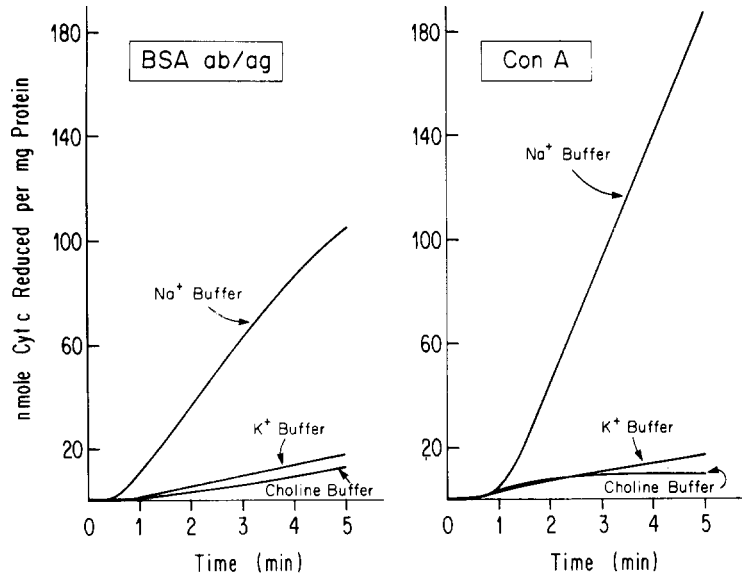 nmole Cyt c Reduced per mg Protein
180
140
100
60
20
BSA ab/ag
Na⁺ Buffer
K⁺ Buffer
Choline Buffer
0 1 2 3 4 5
Time (min)
180
140
100
60
20
Con A
Na⁺ Buffer
K⁺ Buffer
Choline Buffer
0 1 2 3 4 5
Time (min)